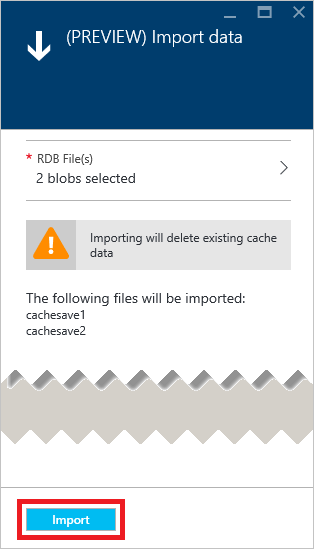 (PREVIEW) Import data
* RDB File(s)
2 blobs selected
Importing will delete existing cache
data
The following files will be imported:
cachesave1
cachesave2
Import